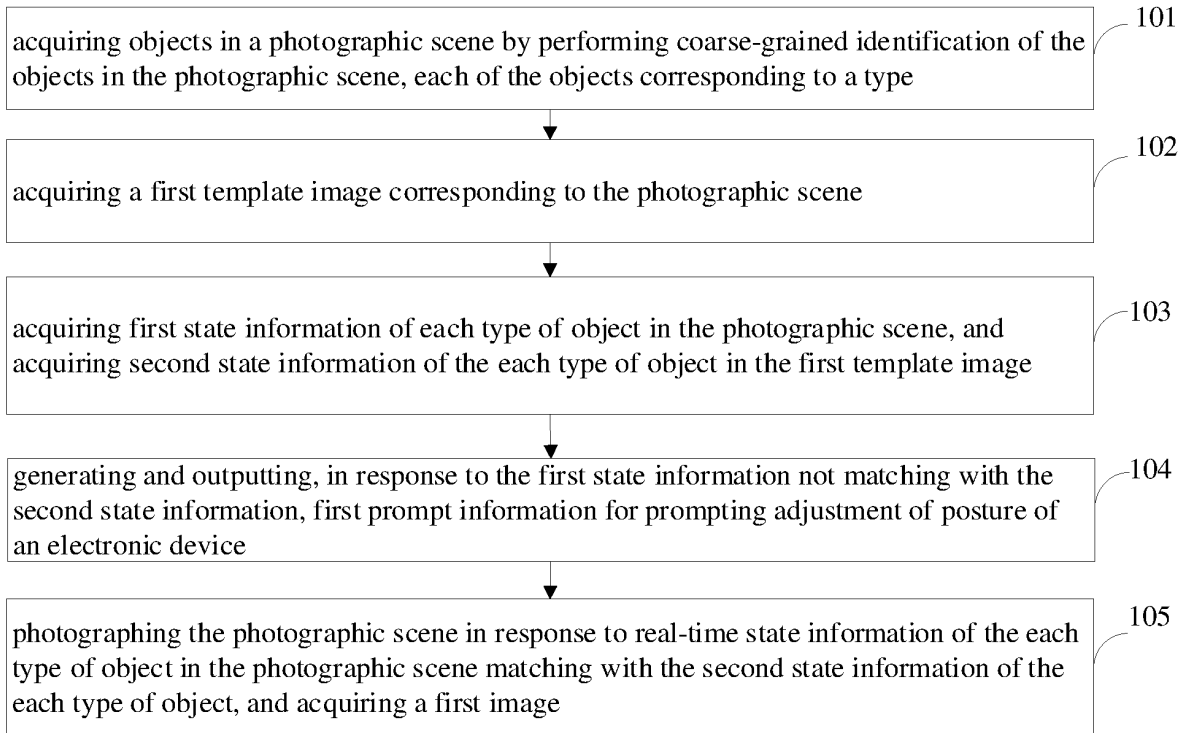 101
acquiring objects in a photographic scene by performing coarse-grained identification of the
objects in the photographic scene, each of the objects corresponding to a type
102
acquiring a first template image corresponding to the photographic scene
103
acquiring first state information of each type of object in the photographic scene, and
acquiring second state information of the each type of object in the first template image
104
generating and outputting, in response to the first state information not matching with the
second state information, first prompt information for prompting adjustment of posture of
an electronic device
105
photographing the photographic scene in response to real-time state information of the each
type of object in the photographic scene matching with the second state information of the
each type of object, and acquiring a first image